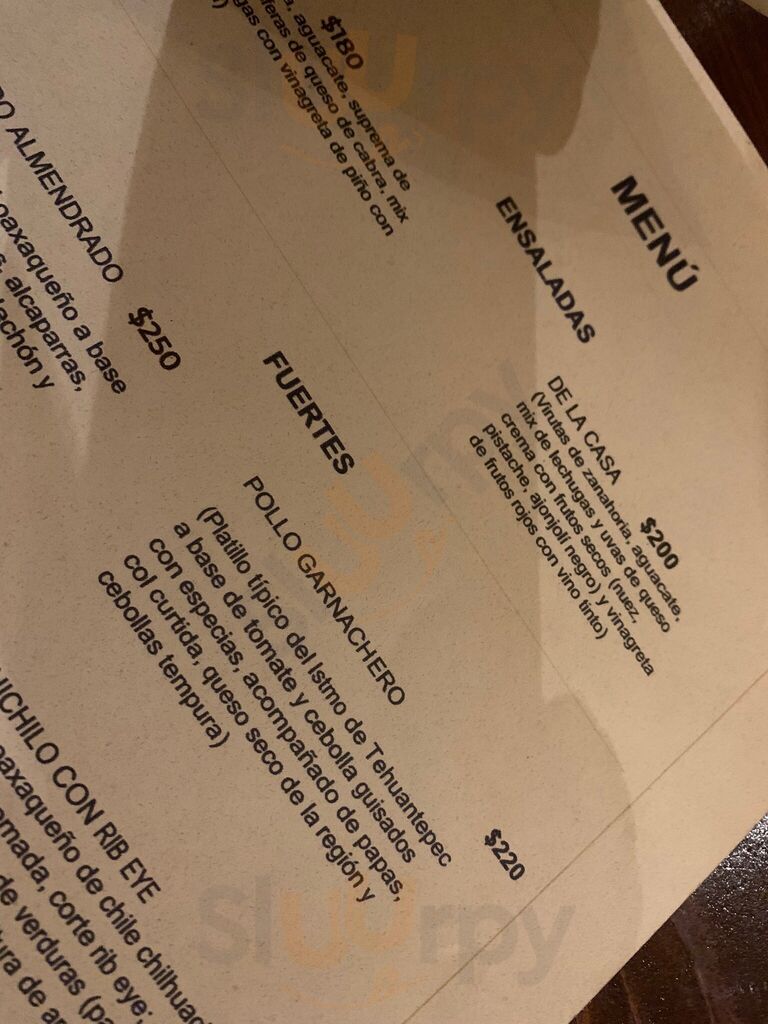 MENÚ
ENSALADAS
DE LA CASA $200
(Virutas de zanahoria, aguacate,
mix de lechugas y uvas de queso
crema con frutos secos (nuez,
pistache, ajonjolí negro) y vinagreta
de frutos rojos con vino tinto)
$180
aguacate, suprema de
de queso de cabra, mix
con vinagreta de piño con
FUERTES
POLLO GARNACHERO $220
(Platillo típico del Istmo de Tehuantepec
a base de tomate y cebolla guisados
con especias, acompañado de papas,
col curtida, queso seco de la región y
cebollas tempura)
ALMENDRADO $250
oaxaqueño a base
alcaparras,
y
CON RIB EYE
oaxaqueño de chile
corte rib eye,
de verduras
de
sluurpy
sluurpy
sluurpy